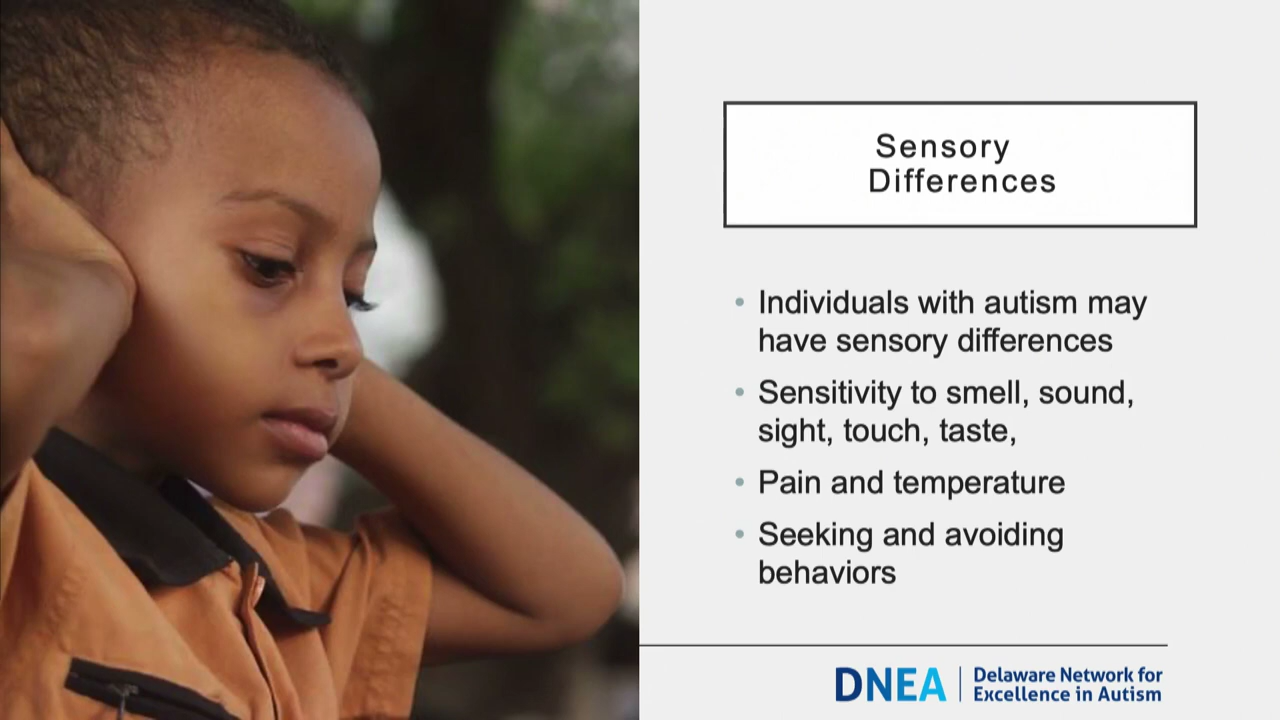 Sensory
Differences
• Individuals with autism may
have sensory differences
• Sensitivity to smell, sound,
sight, touch, taste,
• Pain and temperature
• Seeking and avoiding
behaviors
DNEA | Delaware Network for
Excellence in Autism